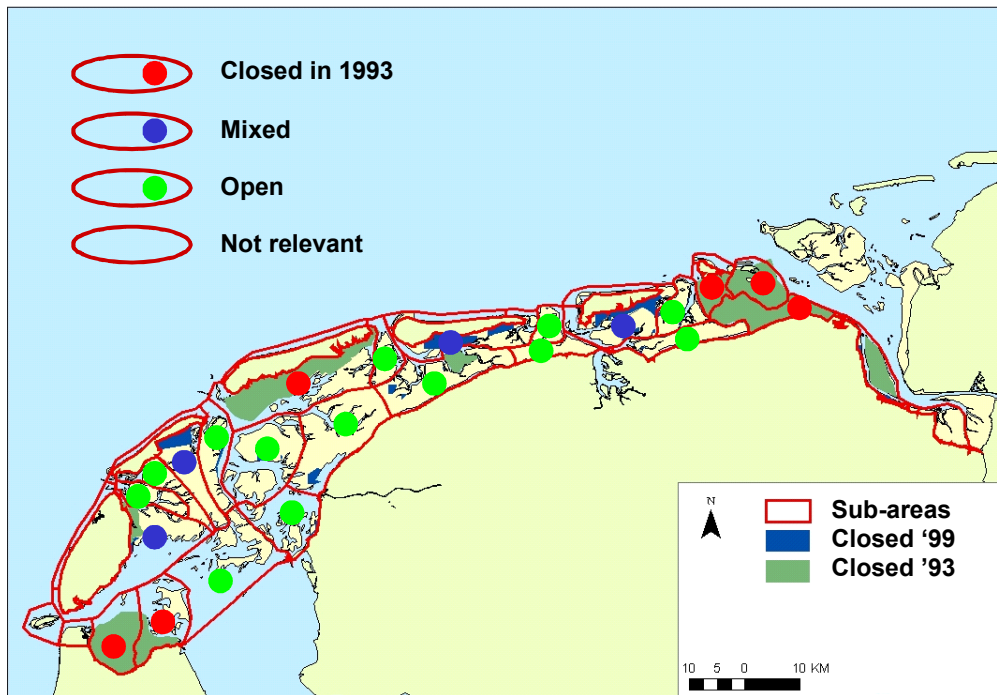 Closed in 1993
Mixed
Open
Not relevant
N
Sub-areas
Closed ‘99
Closed ’93
10 5 0 10 KM